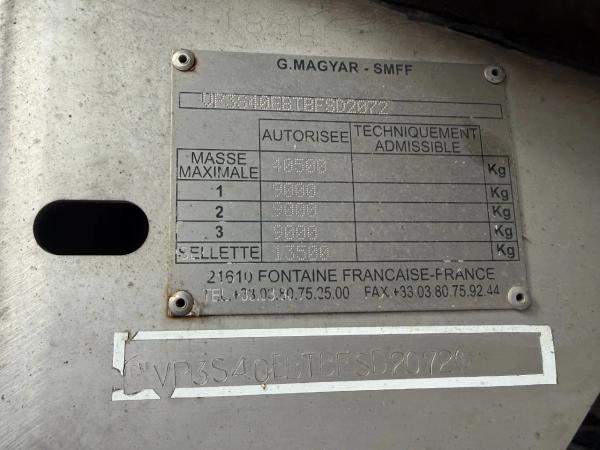 G.MAGYAR - SMFF
VP3S40EBTBFSD2072
AUTORISEE TECHNIQUEMENT ADMISSIBLE
MASSE MAXIMALE 40500 Kg
1 9000 Kg
2 9000 Kg
3 9000 Kg
SELLETTE 13500 Kg
21610 FONTAINE FRANCAISE-FRANCE
TEL.+33.03.80.75.25.00 FAX.+33.03.80.75.92.44
VP3S40EBTBFSD2072